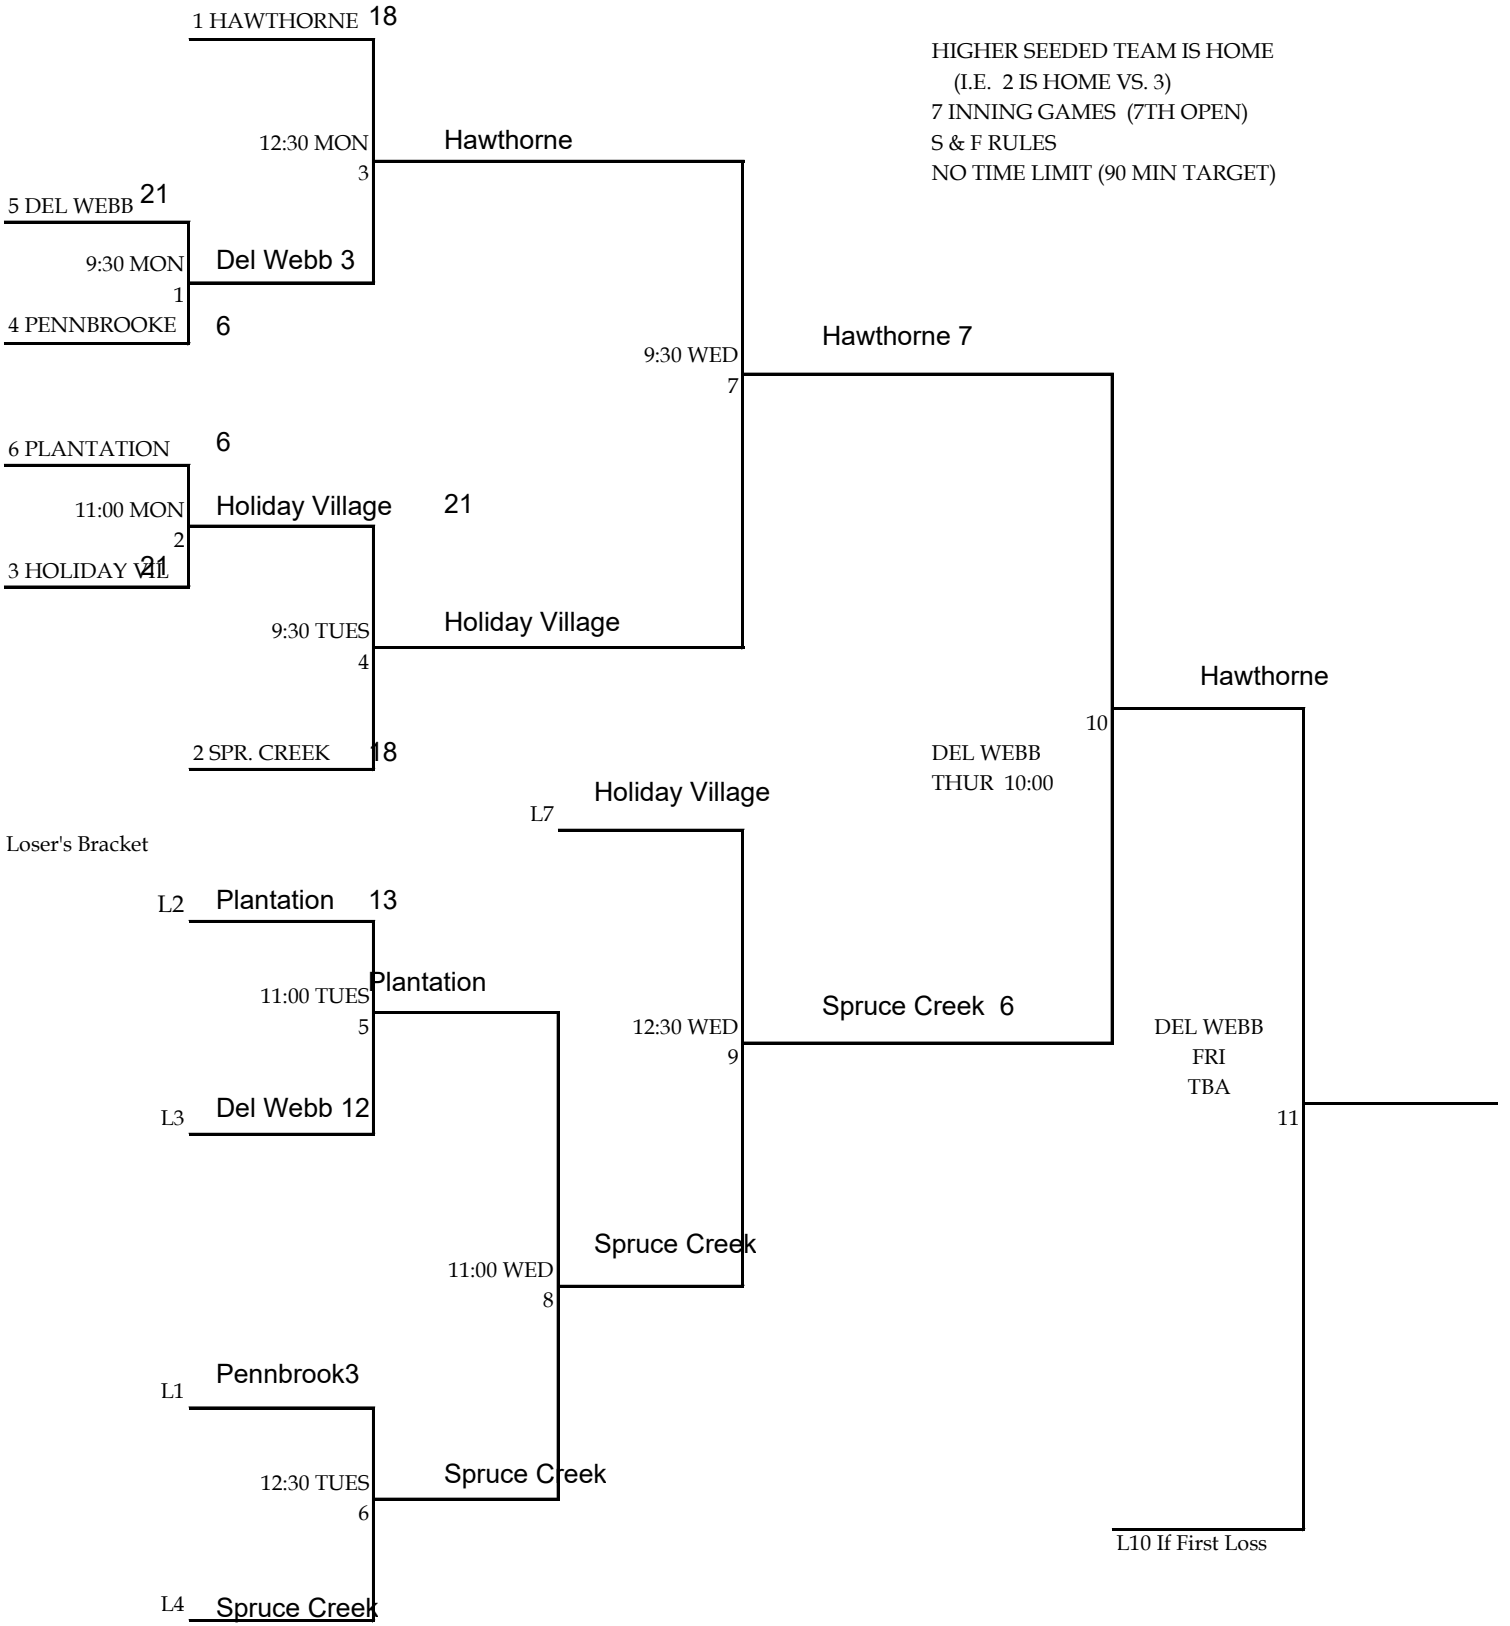 1 HAWTHORNE 18
HIGHER SEEDED TEAM IS HOME
(I.E. 2 IS HOME VS. 3)
7 INNING GAMES (7TH OPEN)
S & F RULES
NO TIME LIMIT (90 MIN TARGET)
12:30 MON
3
Hawthorne
5 DEL WEBB 21
9:30 MON
1
Del Webb 3
4 PENNBROOKE 6
9:30 WED
7
Hawthorne 7
6 PLANTATION 6
11:00 MON
2
Holiday Village 21
3 HOLIDAY VIL 21
9:30 TUES
4
Holiday Village
2 SPR. CREEK 18
Hawthorne
10
DEL WEBB
THUR 10:00
L7 Holiday Village
Loser's Bracket
L2 Plantation 13
11:00 TUES
5
Plantation
L3 Del Webb 12
12:30 WED
9
Spruce Creek 6
DEL WEBB
FRI
TBA
11
11:00 WED
8
Spruce Creek
L1 Pennbrook3
12:30 TUES
6
Spruce Creek
L10 If First Loss
L4 Spruce Creek